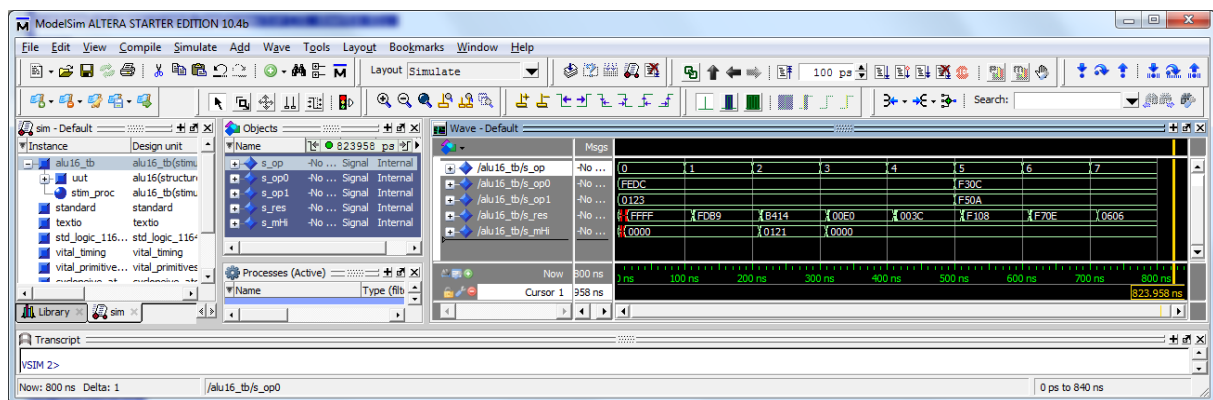 ModelSim ALTERA STARTER EDITION 10.4b
File Edit View Compile Simulate Add Wave Tools Layout Bookmarks Window Help
Layout Simulate
100 ps
Search:
sim - Default
Instance Design unit
alu16_tb alu16_tb(stimu
uut alu16(structur
stim_proc alu16_tb(stimu
standard standard
textio textio
std_logic_116... std_logic_116
vital_timing vital_timing
vital_primitive... vital_primitives
Library sim
Objects
Name 823958 ps
s_op -No ... Signal Internal
s_op0 -No ... Signal Internal
s_op1 -No ... Signal Internal
s_res -No ... Signal Internal
s_mHi -No ... Signal Internal
Processes (Active)
Name Type (filte
Wave - Default
Msgs
/alu16_tb/s_op -No ... 0 1 2 3 4 5 6 7
/alu16_tb/s_op0 -No ... FEDC F30C
/alu16_tb/s_op1 -No ... 0123 F50A
/alu16_tb/s_res -No ... FFFF FDB9 B414 00E0 003C F108 F70E 0606
/alu16_tb/s_mHi -No ... 0000 0121 0000
Now 800 ns
ns 100 ns 200 ns 300 ns 400 ns 500 ns 600 ns 700 ns 800 ns
Cursor 1 958 ns 823.958 ns
Transcript
VSIM 2>
Now: 800 ns Delta: 1 /alu16_tb/s_op0 0 ps to 840 ns